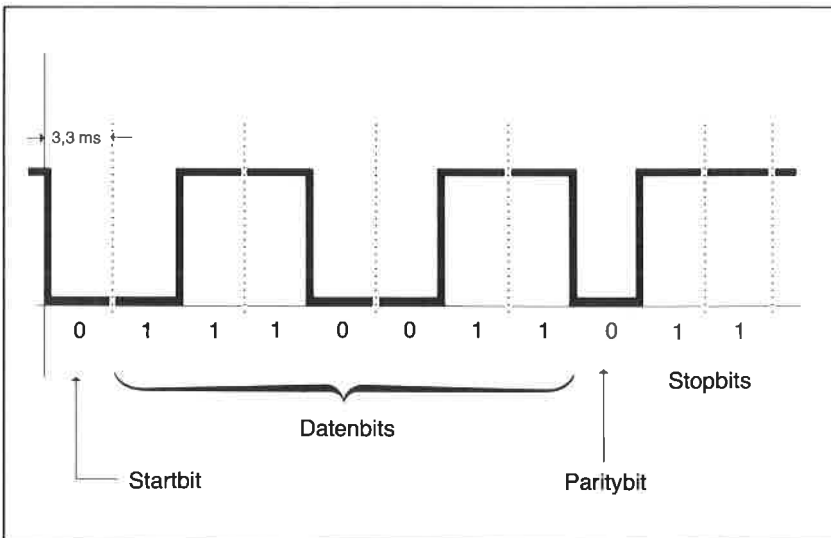 3,3 ms
0 1 1 1 0 0 1 1 0 1 1
Stopbits
Datenbits
Startbit
Paritybit